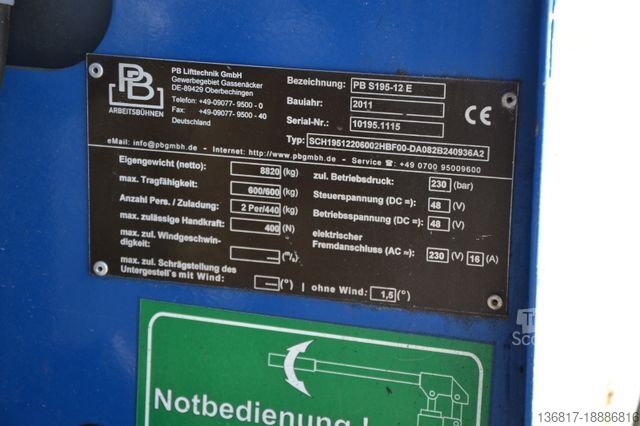 PB
ARBEITSBÜHNEN
PB Lifttechnik GmbH
Gewerbegebiet Gassenäcker
DE-89429 Oberbechingen
Telefon: +49-09077- 9500 - 0
Fax: +49-09077- 9500 - 40
Deutschland
Bezeichnung: PB S195-12 E
Baujahr: 2011
Serial-Nr.: 10195.1115
CE
Typ: SCH19512206002HBF00-DA082B240936A2
eMail: info@pbgmbh.de - Internet: http://www.pbgmbh.de - Service ☎: +49 0700 95009600
Eigengewicht (netto): 8820 (kg)
max. Tragfähigkeit: 600/600 (kg)
Anzahl Pers. / Zuladung: 2 Per/440 (kg)
max. zulässige Handkraft: 400 (N)
max. zul. Windgeschwin-
digkeit: --- (m/s)
max. zul. Schrägstellung des
Untergestell's mit Wind: --- (°) | ohne Wind: 1,5 (°)
zul. Betriebsdruck: 230 (bar)
Steuerspannung (DC =): 48 (V)
Betriebsspannung (DC =): 48 (V)
elektrischer
Fremdanschluss (AC ≈): 230 (V) 16 (A)
Notbedienung
136817-18886816